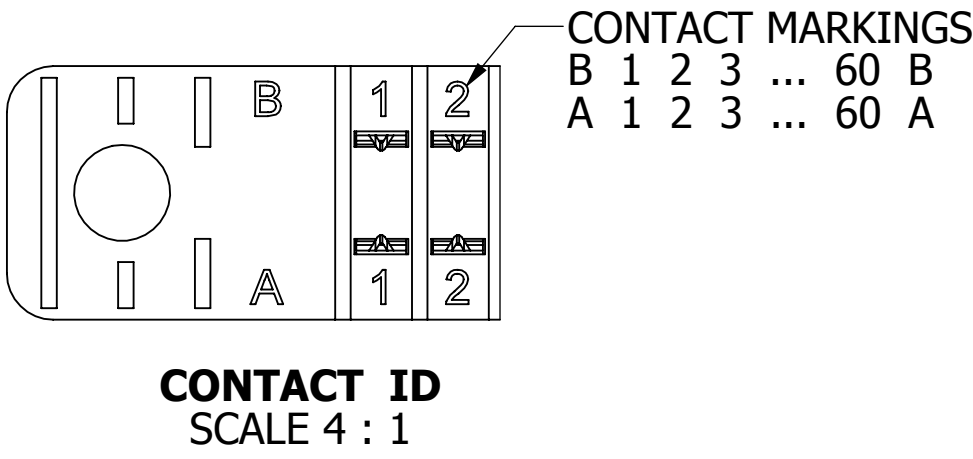 CONTACT MARKINGS
B 1 2 3 ... 60 B
A 1 2 3 ... 60 A
B 1 2
A 1 2
CONTACT ID
SCALE 4 : 1